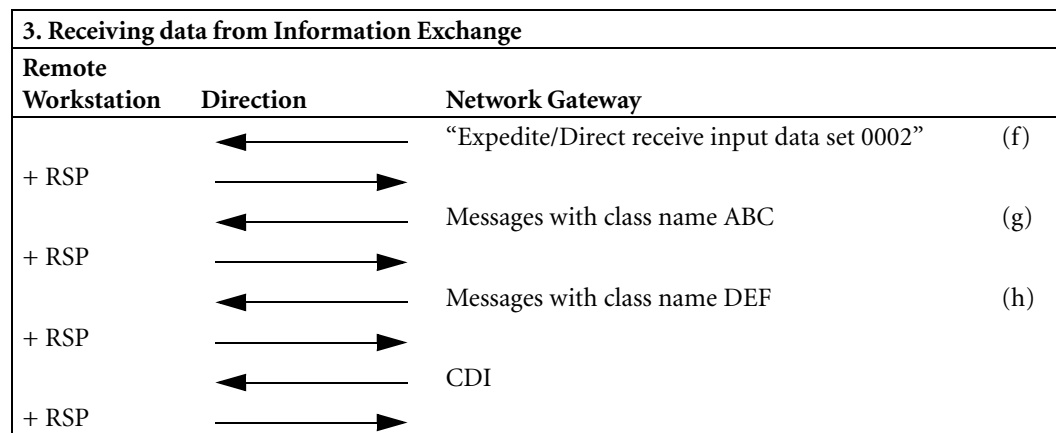 3. Receiving data from Information Exchange
Remote
Workstation Direction Network Gateway
“Expedite/Direct receive input data set 0002” (f)
+ RSP
Messages with class name ABC (g)
+ RSP
Messages with class name DEF (h)
+ RSP
CDI
+ RSP